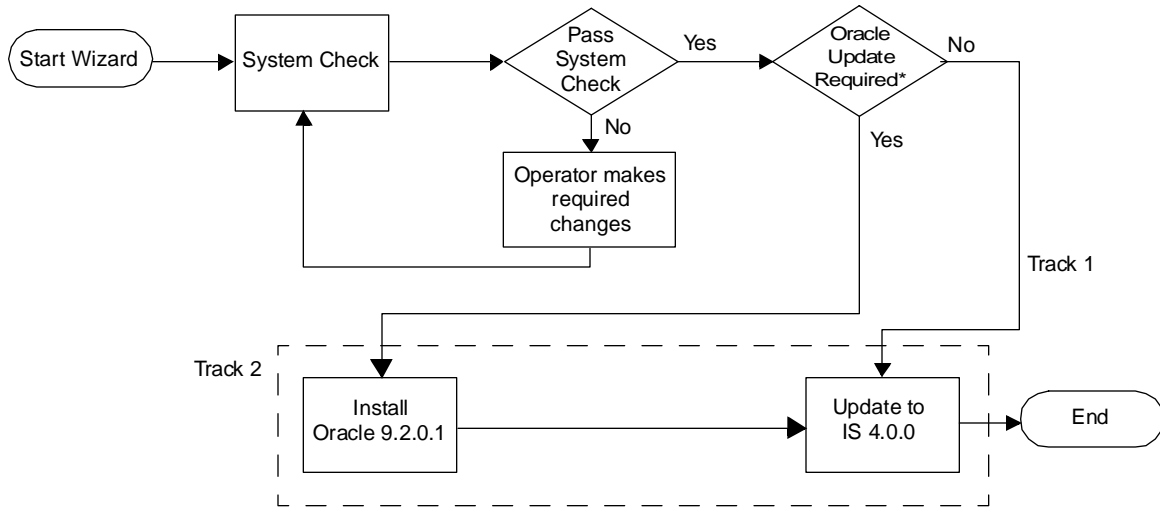 Start Wizard
System Check
Pass
System
Check
Yes
Oracle
Update
Required*
No
No
Yes
Operator makes
required
changes
Track 1
Track 2
Install
Oracle 9.2.0.1
Update to
IS 4.0.0
End